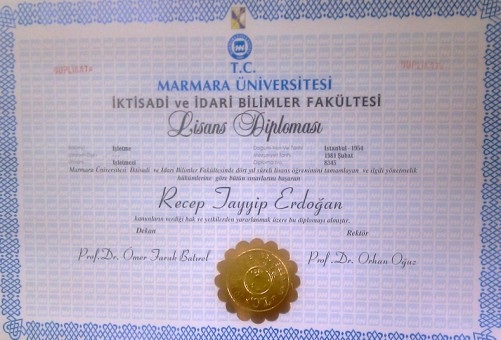 T.C.
MARMARA ÜNİVERSİTESİ
İKTİSADİ ve İDARİ BİLİMLER FAKÜLTESİ
Lisans Diploması
İşletme İstanbul - 1954
İşletmesi 1981 Şubat
8345
Marmara Üniversitesi İktisadi ve İdari Bilimler Fakültesinde dört yıl süreli lisans öğrenimini tamamlayan ve ilgili yönetmelik
hükümlerine göre bütün sınavlarını başaran
Recep Tayyip Erdoğan
kanunların verdiği hak ve yetkilerden yararlanmak üzere bu diplomayı almıştır.
Dekan Rektör
Prof. Dr. Ömer Faruk Batırel Prof. Dr. Orhan Oğuz